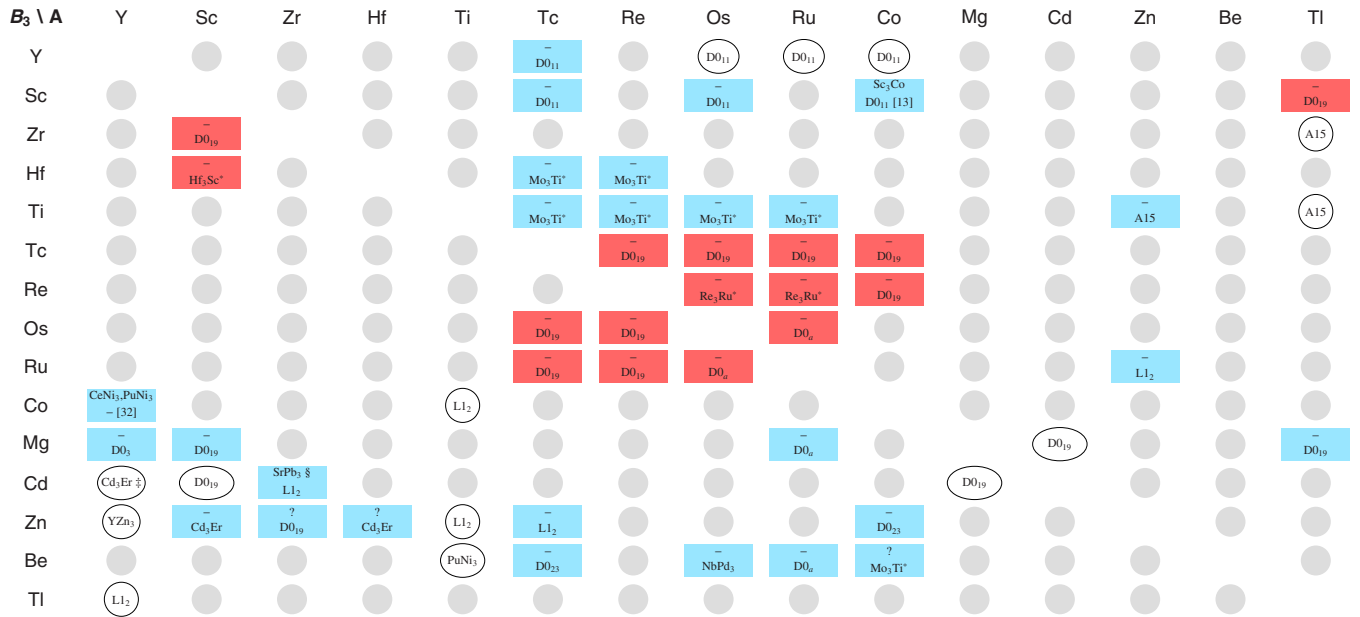 B₃ \ A Y Sc Zr Hf Ti Tc Re Os Ru Co Mg Cd Zn Be Tl
Y – D0₁₁ D0₁₁ D0₁₁ D0₁₁
Sc – D0₁₁ – D0₁₁ Sc₃Co D0₁₁ [13] – D0₁₉
Zr – D0₁₉ A15
Hf – Hf₃Sc* – Mo₃Ti* – Mo₃Ti*
Ti – Mo₃Ti* – Mo₃Ti* – Mo₃Ti* – Mo₃Ti* – A15 A15
Tc – D0₁₉ – D0₁₉ – D0₁₉ – D0₁₉
Re – Re₃Ru* – Re₃Ru* – D0₁₉
Os – D0₁₉ – D0₁₉ – D0ₐ
Ru – D0₁₉ – D0₁₉ – D0ₐ – L1₂
Co CeNi₃,PuNi₃ – [32] L1₂
Mg – D0₃ – D0₁₉ – D0ₐ D0₁₉ – D0₁₉
Cd Cd₃Er ‡ D0₁₉ SrPb₃ § L1₂ D0₁₉
Zn YZn₃ – Cd₃Er ? D0₁₉ ? Cd₃Er L1₂ – L1₂ – D0₂₃
Be PuNi₃ – D0₂₃ – NbPd₃ – D0ₐ ? Mo₃Ti*
Tl L1₂